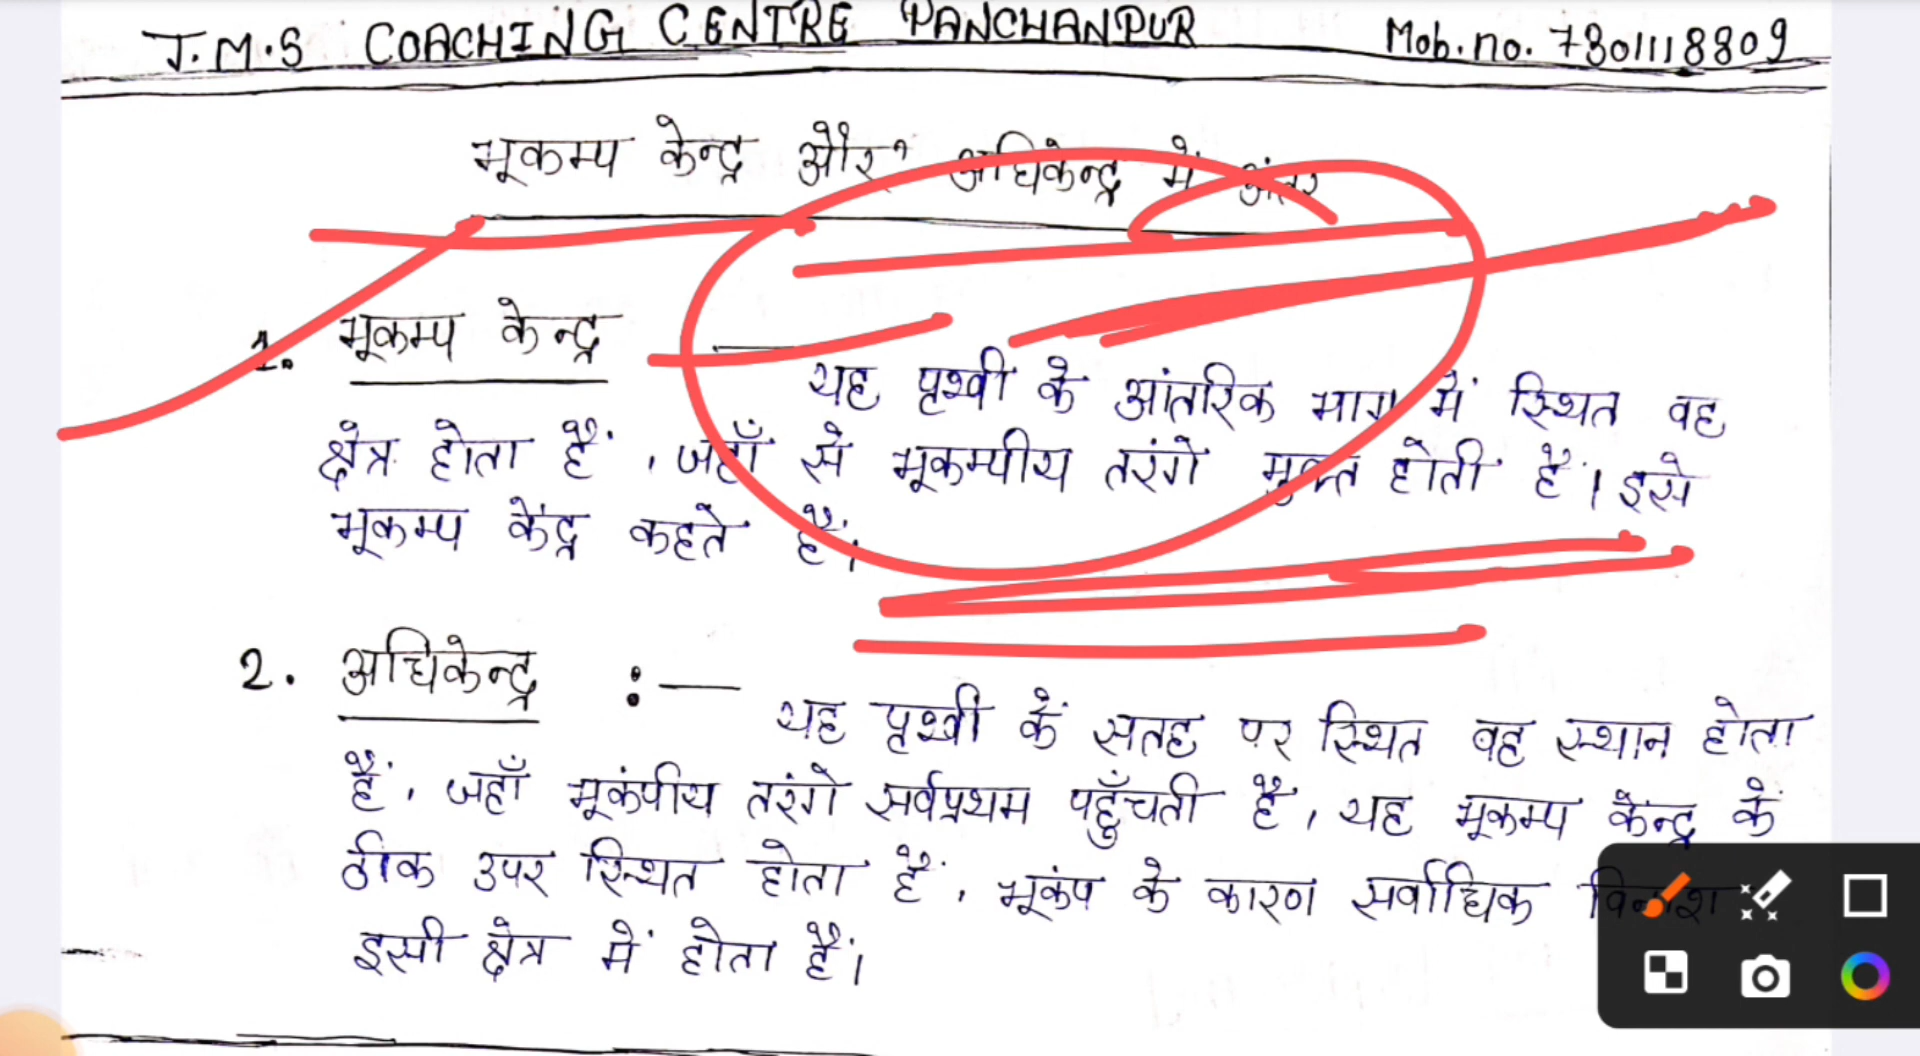 J.M.S COACHING CENTRE PANCHANPUR Mob.no. 7301118809
भूकम्प केन्द्र और अधिकेन्द्र में अंतर
1. भूकम्प केन्द्र —
यह पृथ्वी के आंतरिक भाग में स्थित वह
क्षेत्र होता हैं, जहाँ से भूकम्पीय तरंगे मुक्त होती हैं। इसे
भूकम्प केंद्र कहते हैं।
2. अधिकेन्द्र :—
यह पृथ्वी कें सतह पर स्थित वह स्थान होता
हैं, जहाँ भूकंपीय तरंगे सर्वप्रथम पहुँचती हैं, यह भूकम्प केन्द्र कें
ठीक उपर स्थित होता हैं, भूकंप के कारण सर्वाधिक विनाश
इसी क्षेत्र में होता हैं।